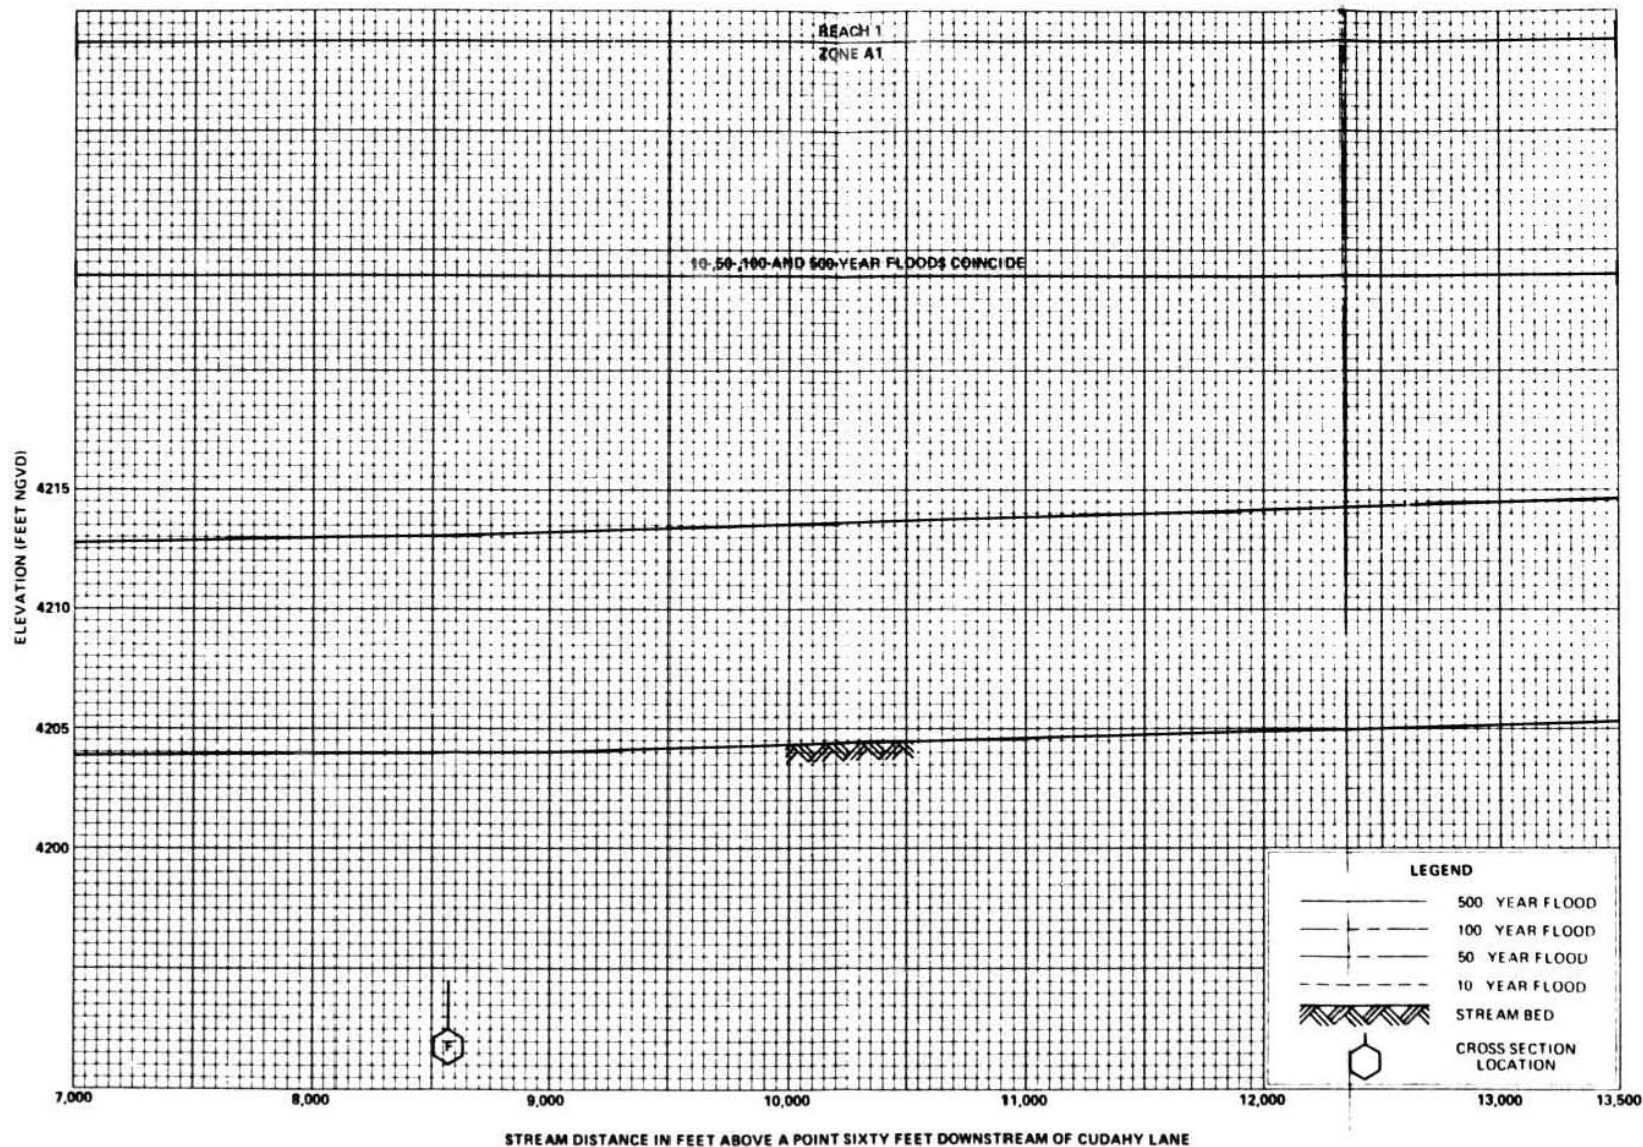 REACH 1
ZONE A1
10-,50-,100-AND 500-YEAR FLOODS COINCIDE
ELEVATION (FEET NGVD)
4215
4210
4205
4200
F
LEGEND
500 YEAR FLOOD
100 YEAR FLOOD
50 YEAR FLOOD
10 YEAR FLOOD
STREAM BED
CROSS SECTION
LOCATION
7,000
8,000
9,000
10,000
11,000
12,000
13,000
13,500
STREAM DISTANCE IN FEET ABOVE A POINT SIXTY FEET DOWNSTREAM OF CUDAHY LANE